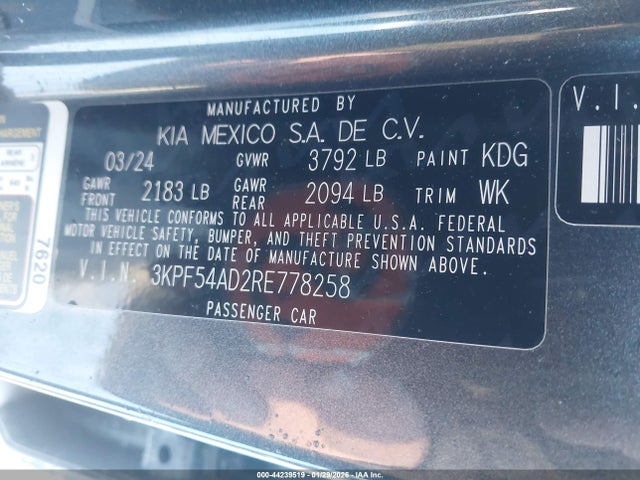 MANUFACTURED BY
KIA MEXICO S.A. DE C.V.
03/24 GVWR 3792 LB PAINT KDG
GAWR FRONT 2183 LB GAWR REAR 2094 LB TRIM WK
THIS VEHICLE CONFORMS TO ALL APPLICABLE U.S.A. FEDERAL
MOTOR VEHICLE SAFETY, BUMPER, AND THEFT PREVENTION STANDARDS
IN EFFECT ON THE DATE OF MANUFACTURE SHOWN ABOVE.
V.I.N. 3KPF54AD2RE778258
PASSENGER CAR
7620
V.I.
REAR
000-44239519 - 01/29/2026 - IAA Inc.